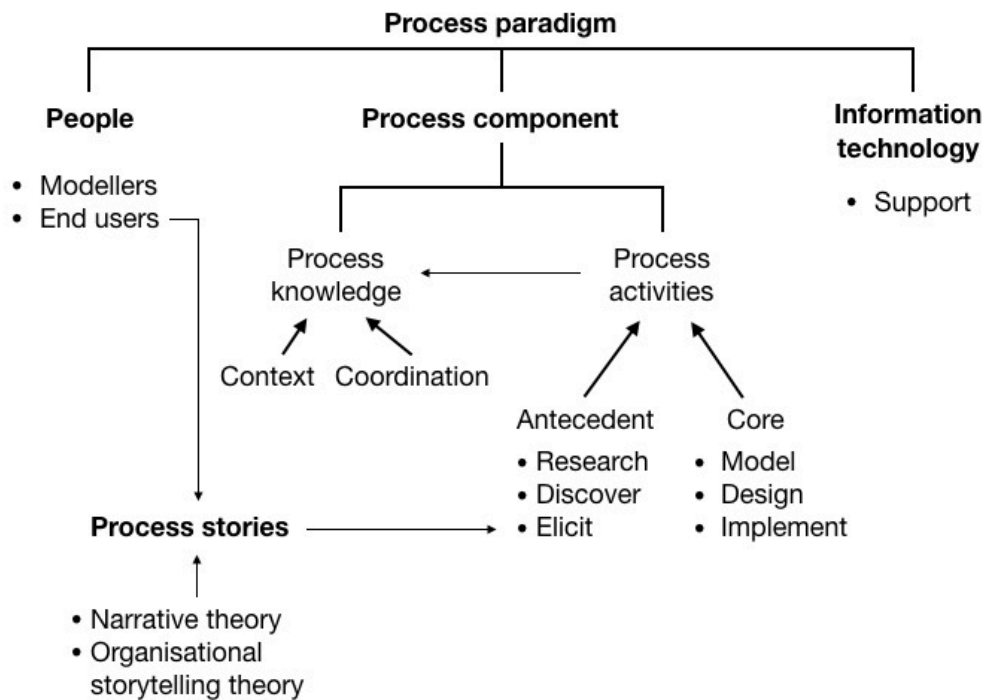 Process paradigm
People
Process component
Information
technology
• Modellers
• End users
• Support
Process
knowledge
Process
activities
Context
Coordination
Antecedent
• Research
• Discover
• Elicit
Core
• Model
• Design
• Implement
Process stories
• Narrative theory
• Organisational
storytelling theory